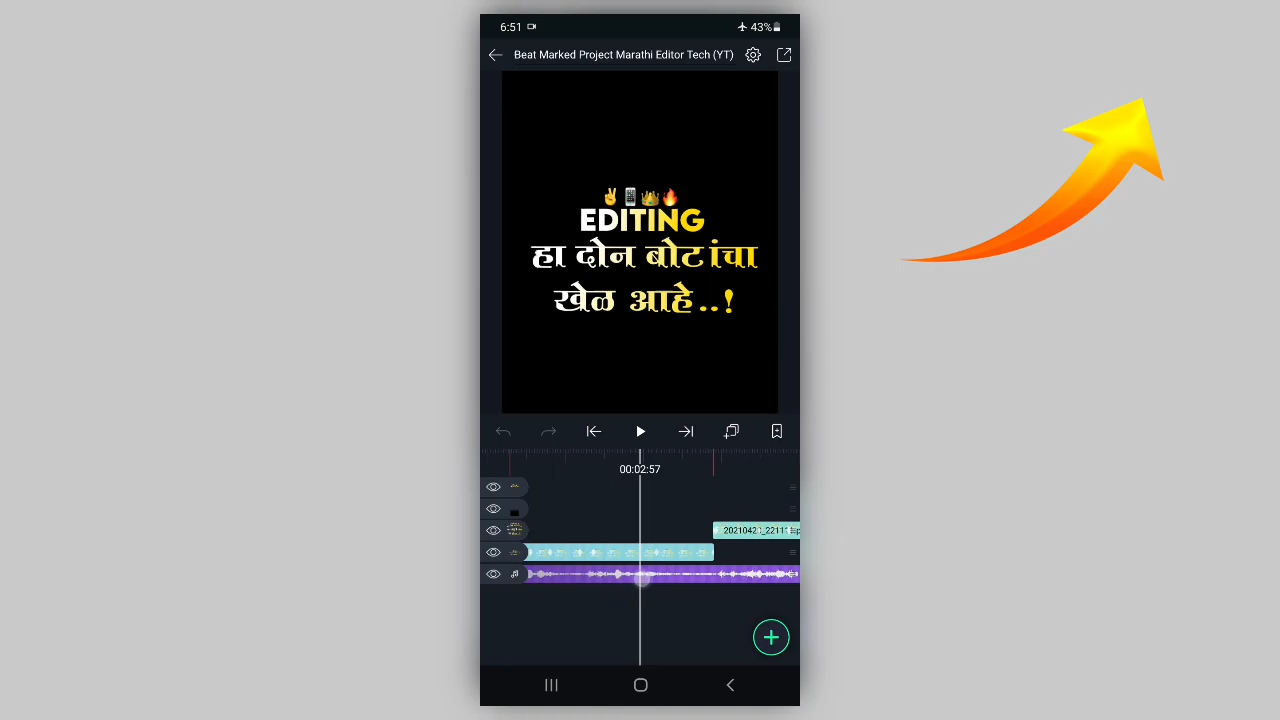 6:51
43%
Beat Marked Project Marathi Editor Tech (YT)
EDITING
हा दोन बोटांचा
खेळ आहे..!
00:02:57